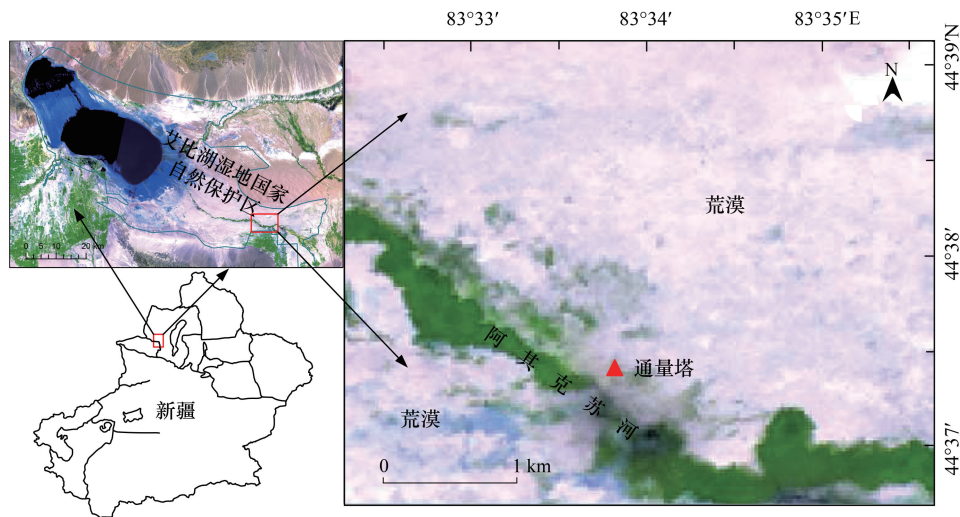 83°33′
83°34′
83°35′E
44°39′N
44°38′
44°37′
N
艾比湖湿地国家
自然保护区
0 5 10 20 km
新疆
荒漠
阿其克苏河
通量塔
荒漠
0 1 km